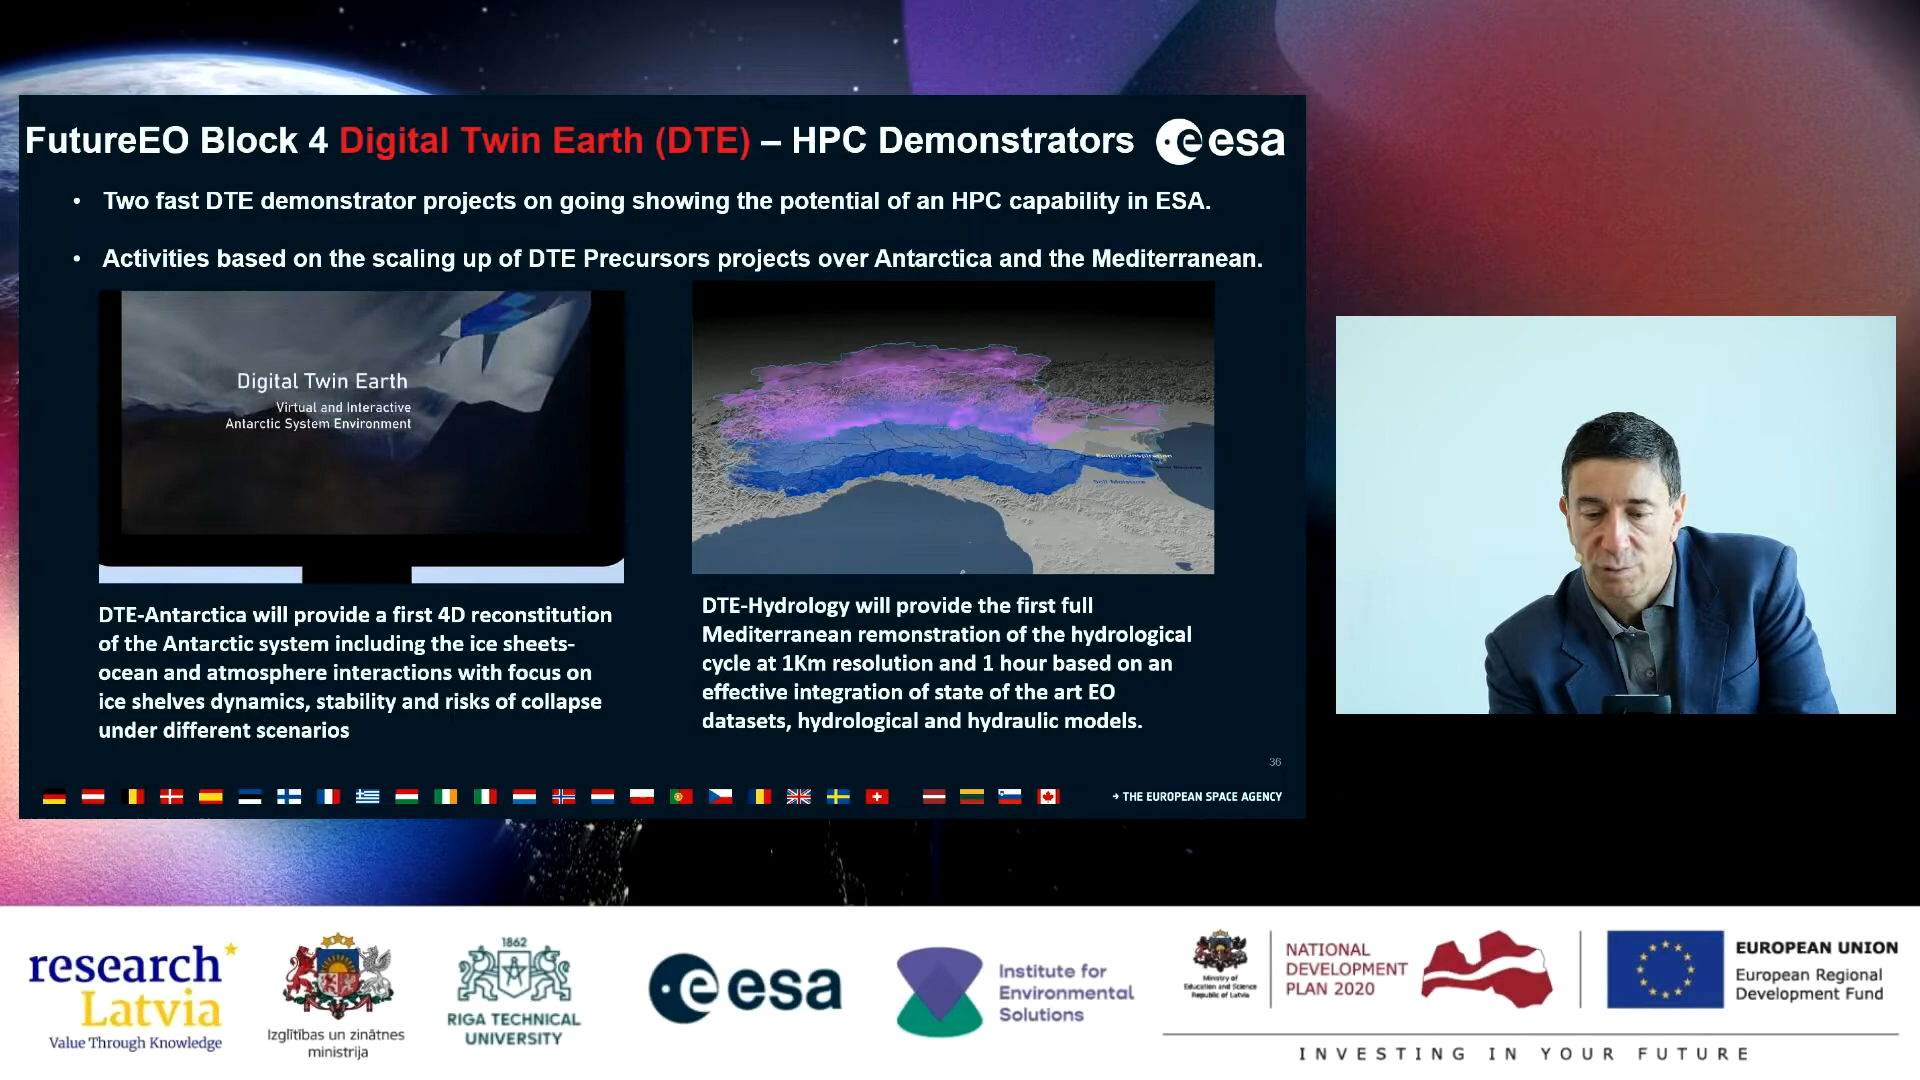 FutureEO Block 4 Digital Twin Earth (DTE) – HPC Demonstrators
esa
• Two fast DTE demonstrator projects on going showing the potential of an HPC capability in ESA.
• Activities based on the scaling up of DTE Precursors projects over Antarctica and the Mediterranean.
Digital Twin Earth
Virtual and Interactive
Antarctic System Environment
Soil Moisture
DTE-Antarctica will provide a first 4D reconstitution
of the Antarctic system including the ice sheets-
ocean and atmosphere interactions with focus on
ice shelves dynamics, stability and risks of collapse
under different scenarios
DTE-Hydrology will provide the first full
Mediterranean remonstration of the hydrological
cycle at 1Km resolution and 1 hour based on an
effective integration of state of the art EO
datasets, hydrological and hydraulic models.
36
→ THE EUROPEAN SPACE AGENCY
research
Latvia
Value Through Knowledge
Izglītības un zinātnes
ministrija
1862
RIGA TECHNICAL
UNIVERSITY
esa
Institute for
Environmental
Solutions
Ministry of
Education and Science
Republic of Latvia
NATIONAL
DEVELOPMENT
PLAN 2020
EUROPEAN UNION
European Regional
Development Fund
INVESTING IN YOUR FUTURE